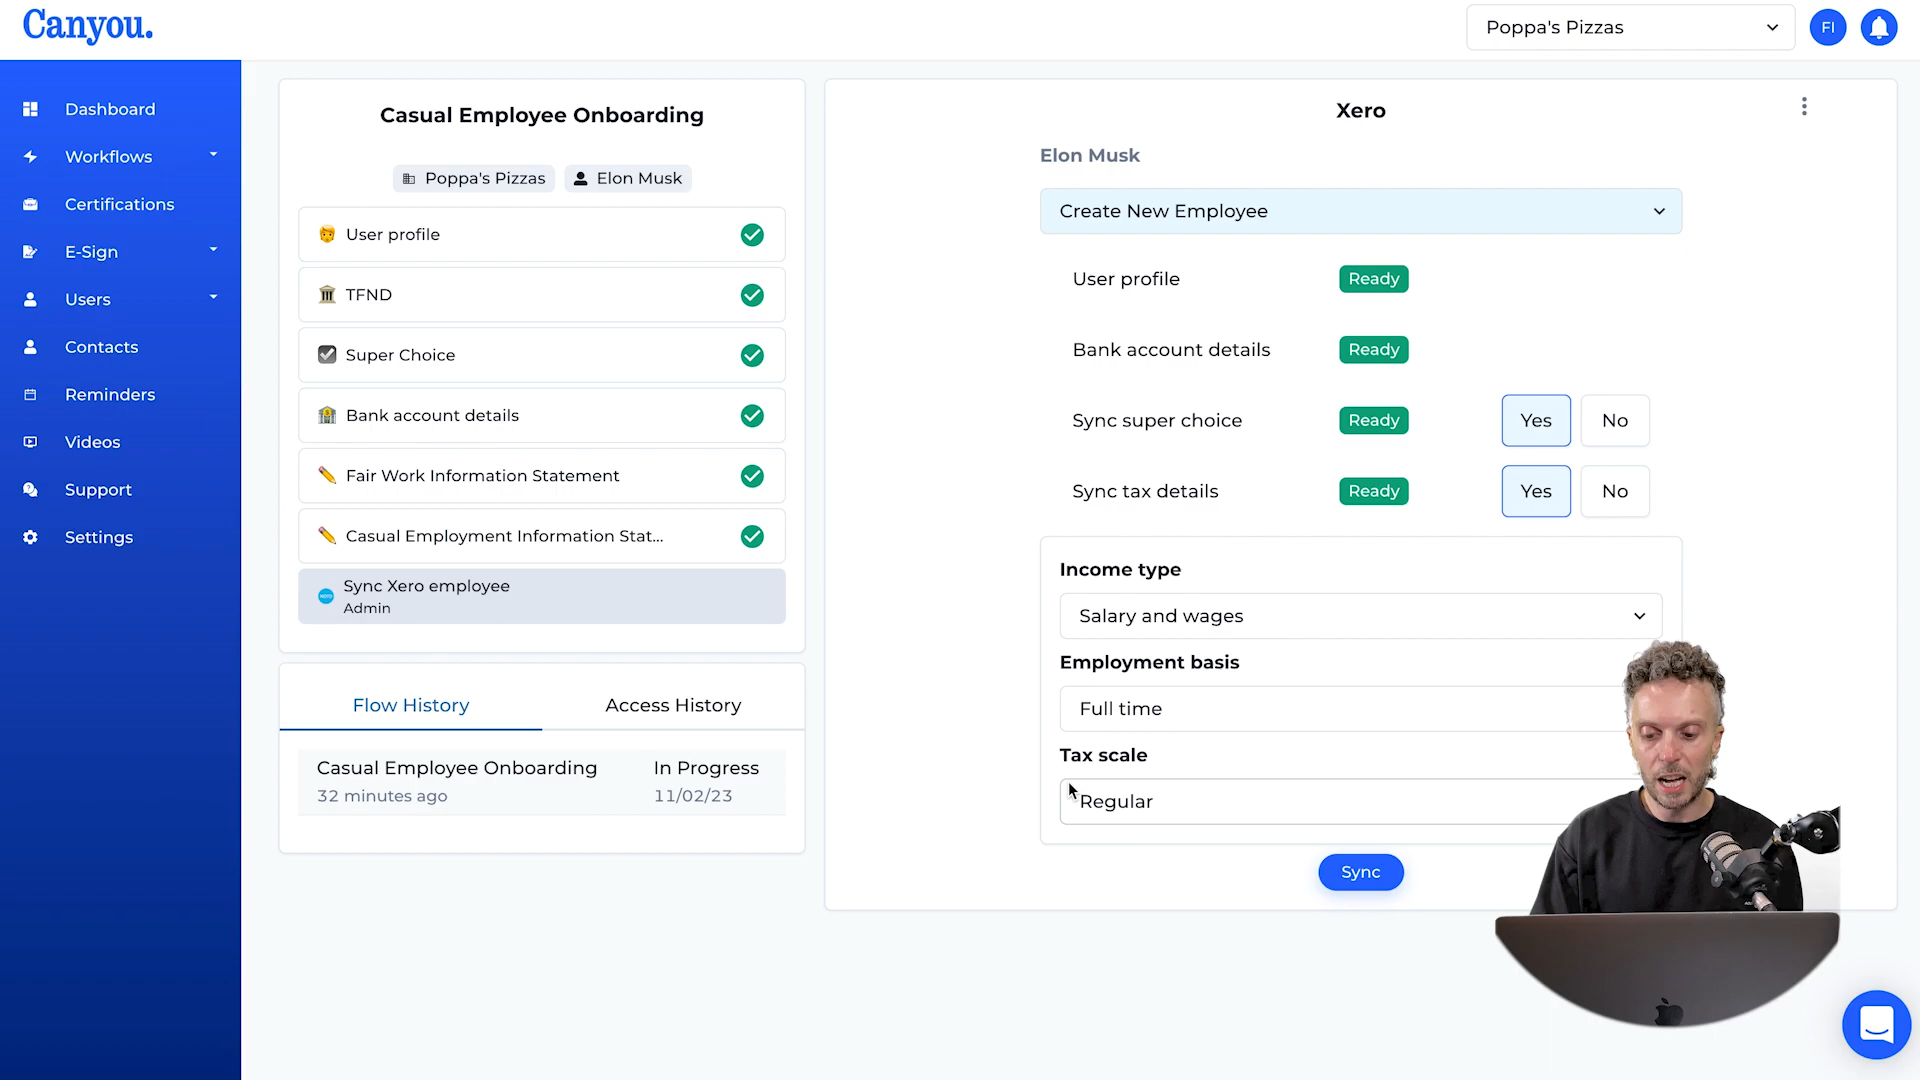 Canyou.
Poppa's Pizzas
FI
Dashboard
Workflows
Certifications
E-Sign
Users
Contacts
Reminders
Videos
Support
Settings
Casual Employee Onboarding
Poppa's Pizzas
Elon Musk
User profile
TFND
Super Choice
Bank account details
Fair Work Information Statement
Casual Employment Information Stat...
Sync Xero employee
Admin
Flow History
Access History
Casual Employee Onboarding
In Progress
32 minutes ago
11/02/23
Xero
Elon Musk
Create New Employee
User profile
Ready
Bank account details
Ready
Sync super choice
Ready
Yes
No
Sync tax details
Ready
Yes
No
Income type
Salary and wages
Employment basis
Full time
Tax scale
Regular
Sync